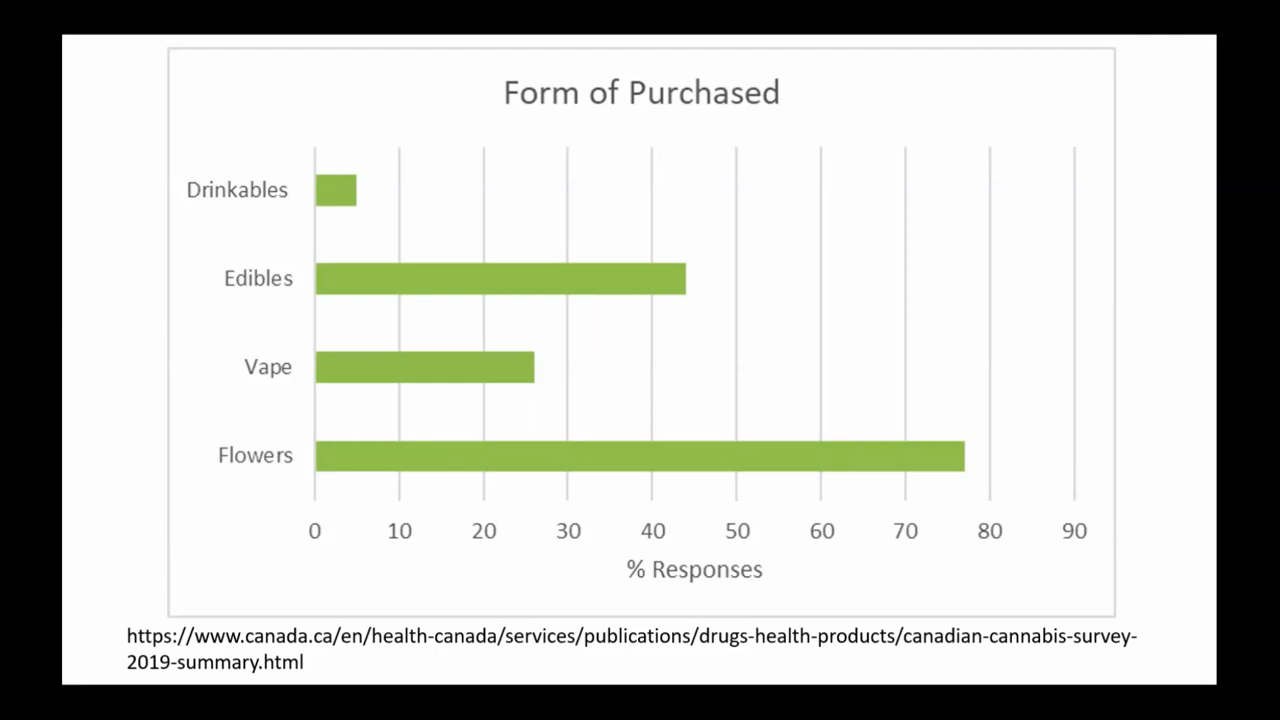 Form of Purchased
Drinkables
Edibles
Vape
Flowers
0 10 20 30 40 50 60 70 80 90
% Responses
https://www.canada.ca/en/health-canada/services/publications/drugs-health-products/canadian-cannabis-survey-
2019-summary.html